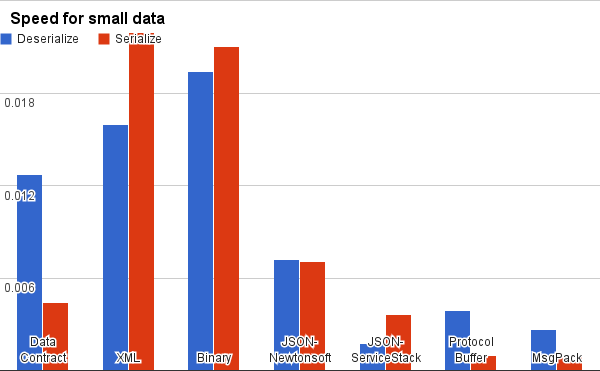 Speed for small data
Deserialize Serialize
0.018
0.012
0.006
Data
Contract
XML
Binary
JSON-
Newtonsoft
JSON-
ServiceStack
Protocol
Buffer
MsgPack